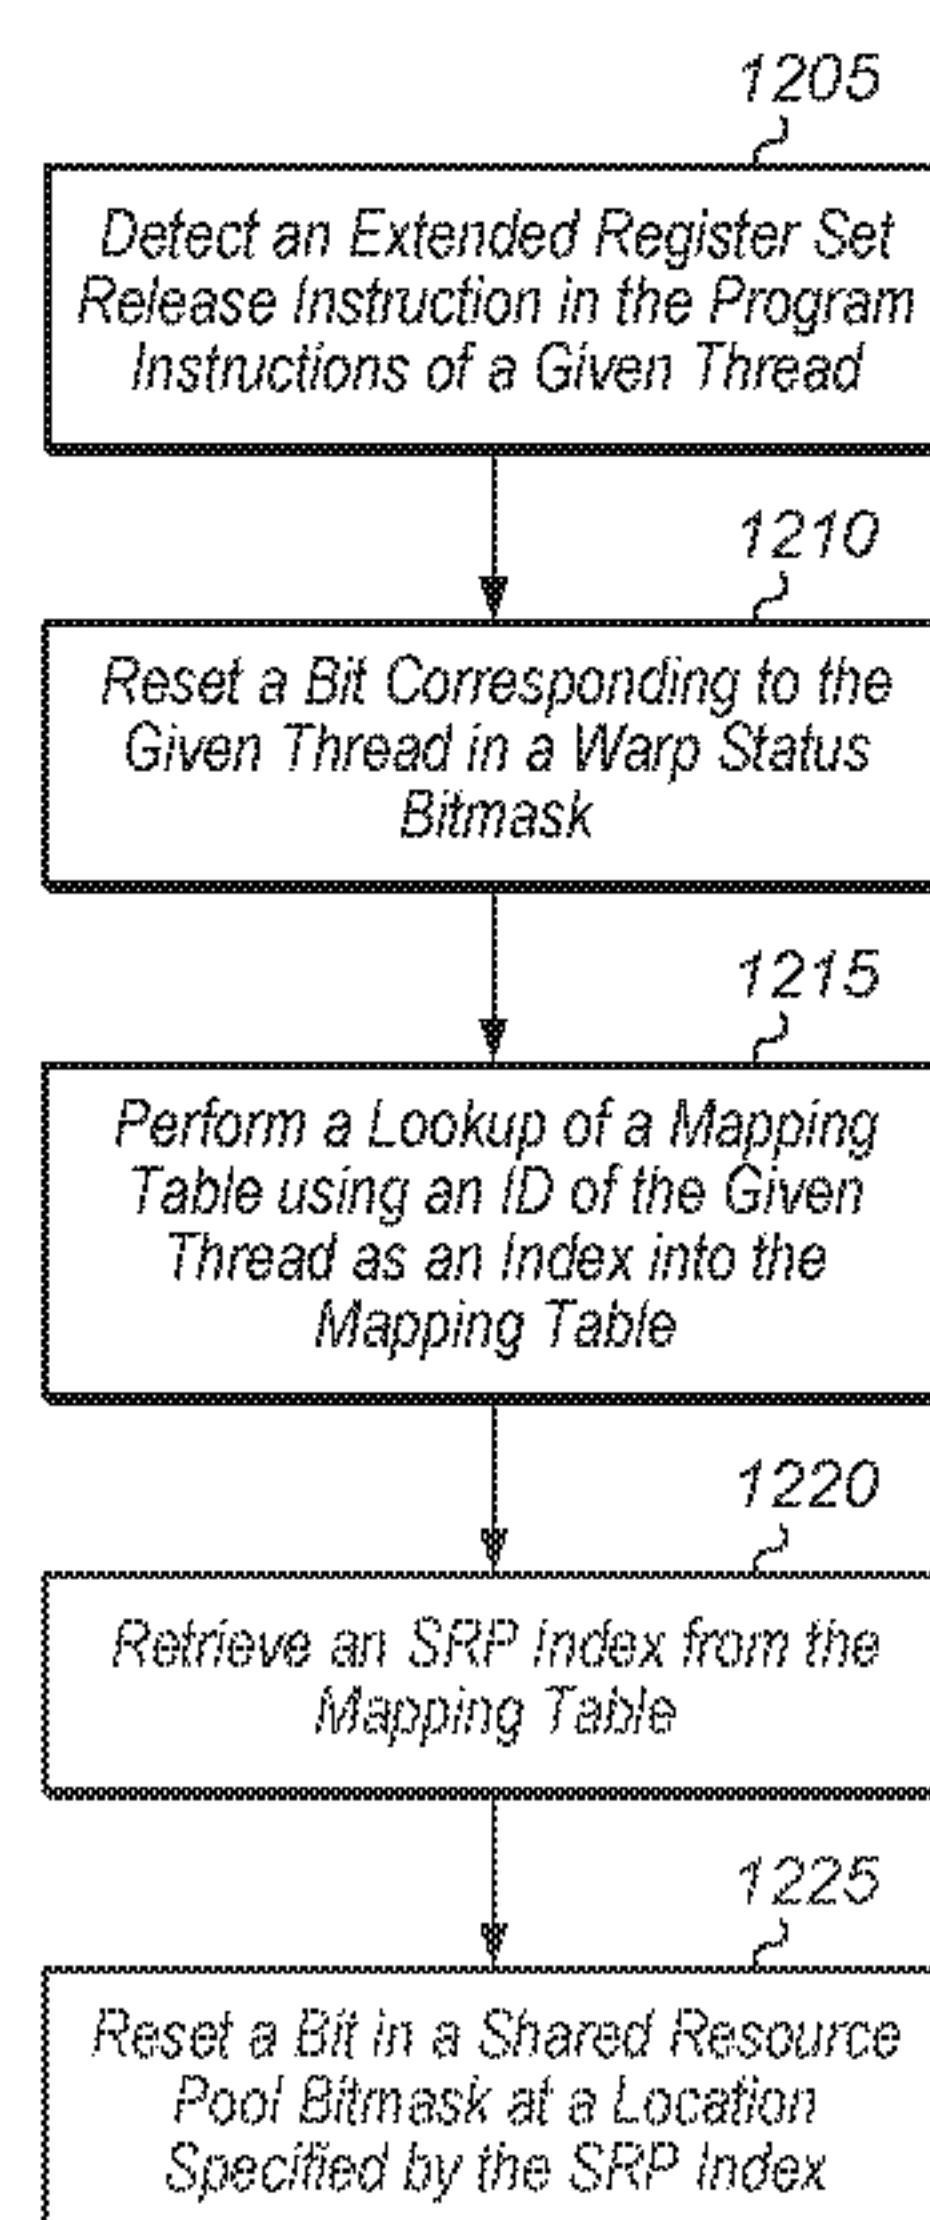 1205
Detect an Extended Register Set
Release Instruction in the Program
Instructions of a Given Thread
1210
Reset a Bit Corresponding to the
Given Thread in a Warp Status
Bitmask
1215
Perform a Lookup of a Mapping
Table using an ID of the Given
Thread as an Index into the
Mapping Table
1220
Retrieve an SRP Index from the
Mapping Table
1225
Reset a Bit in a Shared Resource
Pool Bitmask at a Location
Specified by the SRP Index